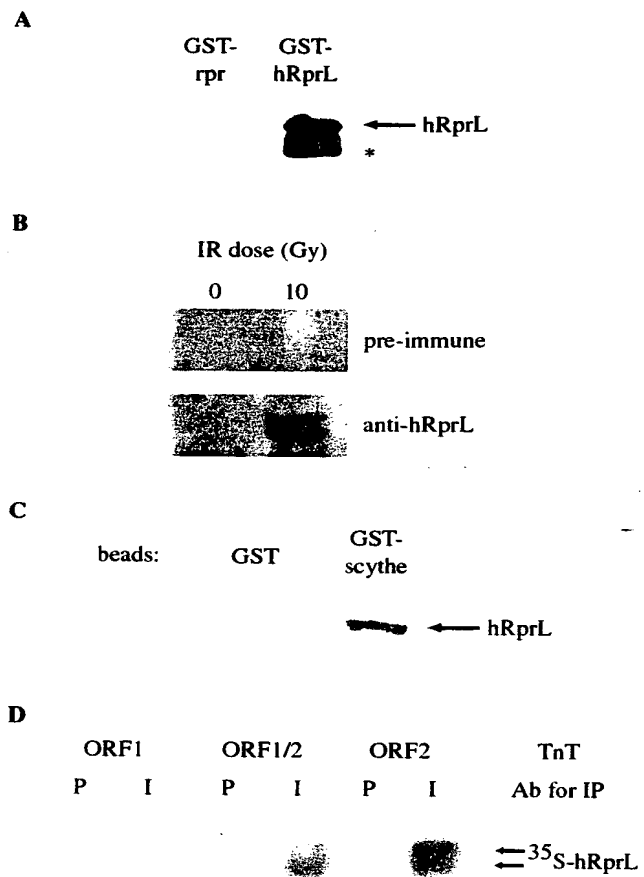 A
GST-
rpr
GST-
hRprL
hRprL
*
B
IR dose (Gy)
0 10
pre-immune
anti-hRprL
C
beads: GST GST-
scythe
hRprL
D
ORF1 ORF1/2 ORF2 TnT
P I P I P I Ab for IP
35S-hRprL